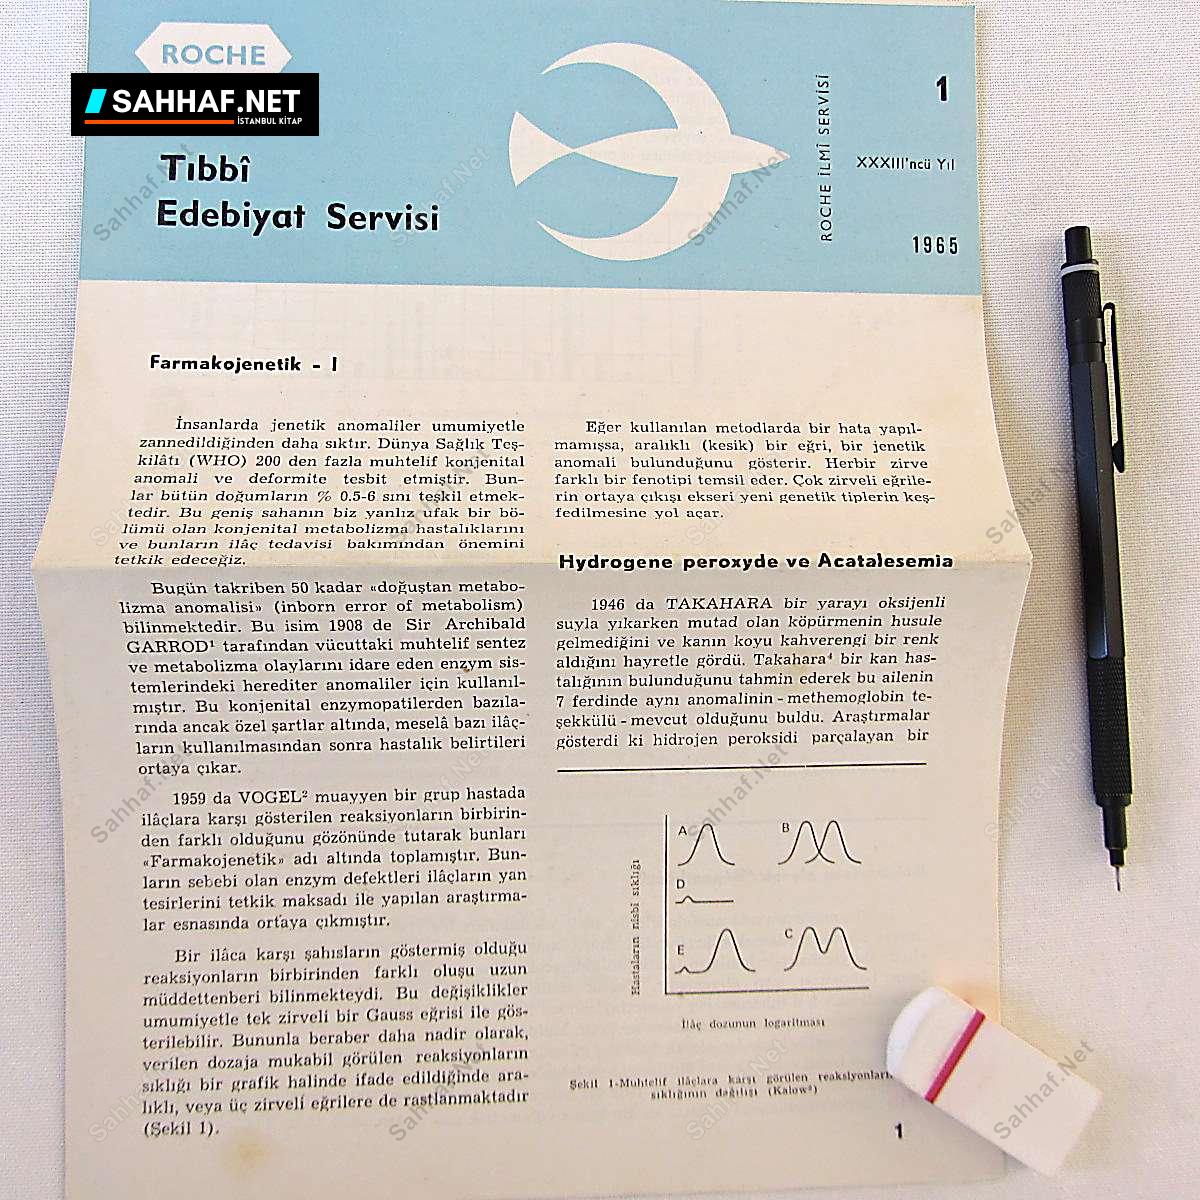 ROCHE
SAHHAF.NET
İSTANBUL KİTAP
Tıbbî
Edebiyat Servisi
ROCHE İLMÎ SERVİSİ
1
XXXIII'ncü Yıl
1965
Farmakojenetik - I
İnsanlarda jenetik anomaliler umumiyetle
zannedildiğinden daha sıktır. Dünya Sağlık Teş-
kilâtı (WHO) 200 den fazla muhtelif konjenital
anomali ve deformite tesbit etmiştir. Bun-
lar bütün doğumların % 0.5-6 sını teşkil etmek-
tedir. Bu geniş sahanın biz yanlız ufak bir bö-
lümü olan konjenital metabolizma hastalıklarını
ve bunların ilâç tedavisi bakımından önemini
tetkik edeceğiz.
Bugün takriben 50 kadar «doğuştan metabo-
lizma anomalisi» (inborn error of metabolism)
bilinmektedir. Bu isim 1908 de Sir Archibald
GARROD¹ tarafından vücuttaki muhtelif sentez
ve metabolizma olaylarını idare eden enzym sis-
temlerindeki herediter anomaliler için kullanıl-
mıştır. Bu konjenital enzymopatilerden bazıla-
rında ancak özel şartlar altında, meselâ bazı ilâç-
ların kullanılmasından sonra hastalık belirtileri
ortaya çıkar.
1959 da VOGEL² muayyen bir grup hastada
ilâçlara karşı gösterilen reaksiyonların birbirin-
den farklı olduğunu gözönünde tutarak bunları
«Farmakojenetik» adı altında toplamıştır. Bun-
ların sebebi olan enzym defektleri ilâçların yan
tesirlerini tetkik maksadı ile yapılan araştırma-
lar esnasında ortaya çıkmıştır.
Bir ilâca karşı şahısların göstermiş olduğu
reaksiyonların birbirinden farklı oluşu uzun
müddettenberi bilinmekteydi. Bu değişiklikler
umumiyetle tek zirveli bir Gauss eğrisi ile gös-
terilebilir. Bununla beraber daha nadir olarak,
verilen dozaja mukabil görülen reaksiyonların
sıklığı bir grafik halinde ifade edildiğinde ara-
lıklı, veya üç zirveli eğrilere de rastlanmaktadır
(Şekil 1).
Eğer kullanılan metodlarda bir hata yapıl-
mamışsa, aralıklı (kesik) bir eğri, bir jenetik
anomali bulunduğunu gösterir. Herbir zirve
farklı bir fenotipi temsil eder. Çok zirveli eğrile-
rin ortaya çıkışı ekseri yeni genetik tiplerin keş-
fedilmesine yol açar.
Hydrogene peroxyde ve Acatalesemia
1946 da TAKAHARA bir yarayı oksijenli
suyla yıkarken mutad olan köpürmenin husule
gelmediğini ve kanın koyu kahverengi bir renk
aldığını hayretle gördü. Takahara⁴ bir kan has-
talığının bulunduğunu tahmin ederek bu ailenin
7 ferdinde aynı anomalinin - methemoglobin te-
şekkülü - mevcut olduğunu buldu. Araştırmalar
gösterdi ki hidrojen peroksidi parçalayan bir
Hastaların nisbî sıklığı
A
B
D
E
C
İlâç dozunun logaritması
Şekil 1-Muhtelif ilâçlara karşı görülen reaksiyonların
sıklığının dağılışı (Kalow³)
1